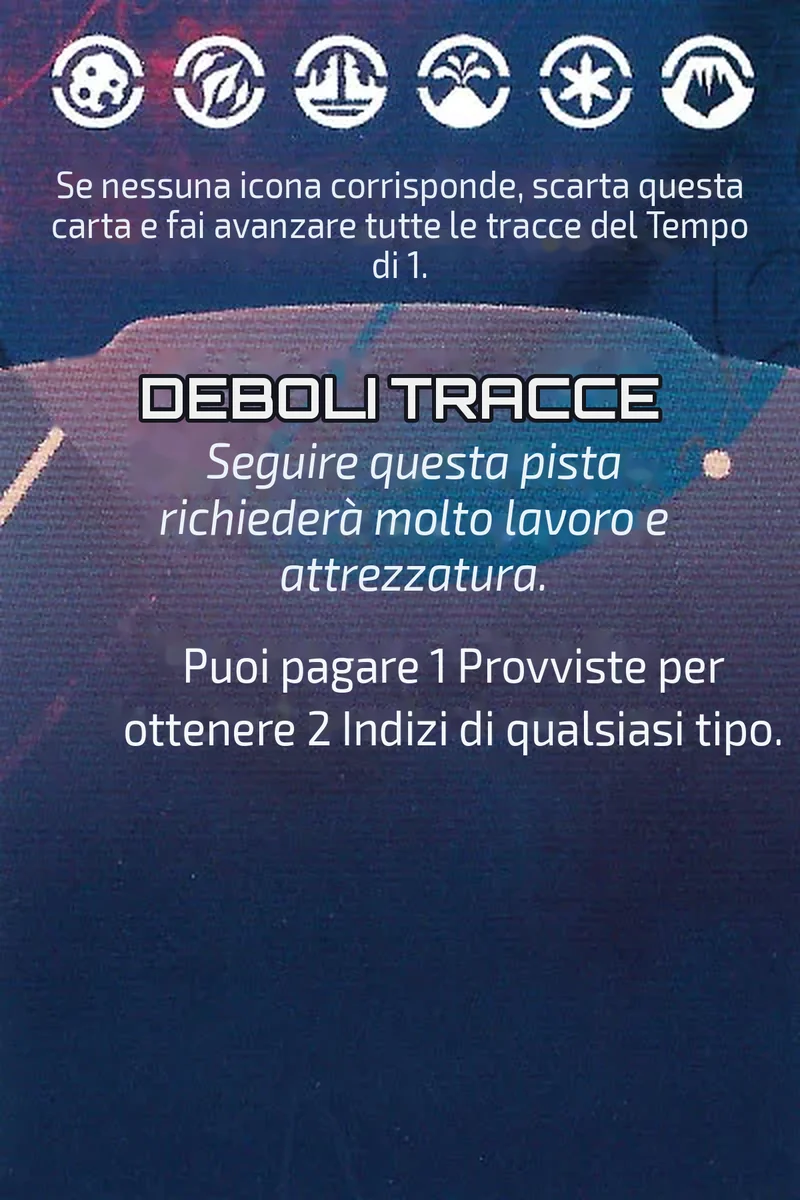 Se nessuna icona corrisponde, scarta questa
carta e fai avanzare tutte le tracce del Tempo
di 1.
DEBOLI TRACCE
Seguire questa pista
richiederà molto lavoro e
attrezzatura.
Puoi pagare 1 Provviste per
ottenere 2 Indizi di qualsiasi tipo.